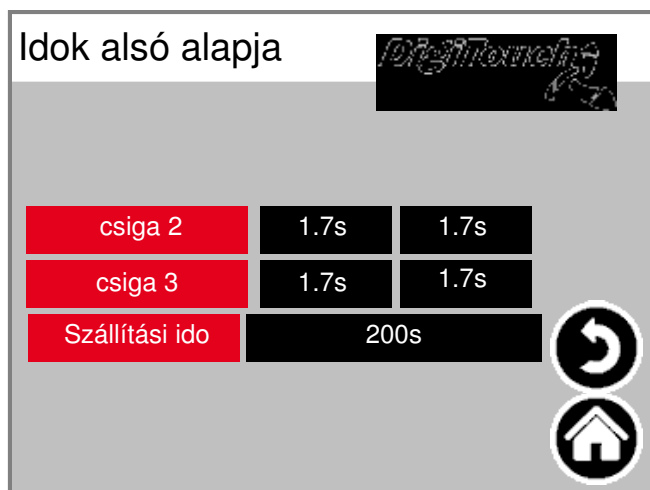 Idok alsó alapja
DigiTouch
csiga 2 1.7s 1.7s
csiga 3 1.7s 1.7s
Szállítási ido 200s